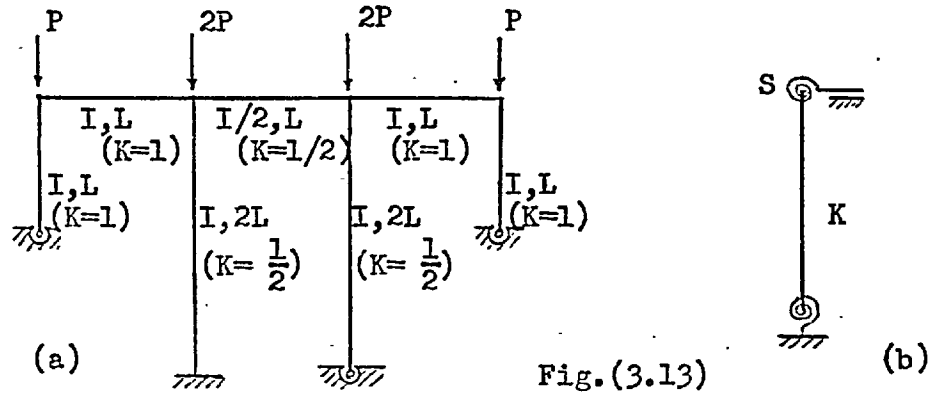 P 2P 2P P
I,L I/2,L I,L
(K=1) (K=1/2) (K=1)
I,L I,L
(K=1) (K=1)
I,2L I,2L
(K= 1/2) (K= 1/2)
S
K
(a) Fig.(3.13) (b)